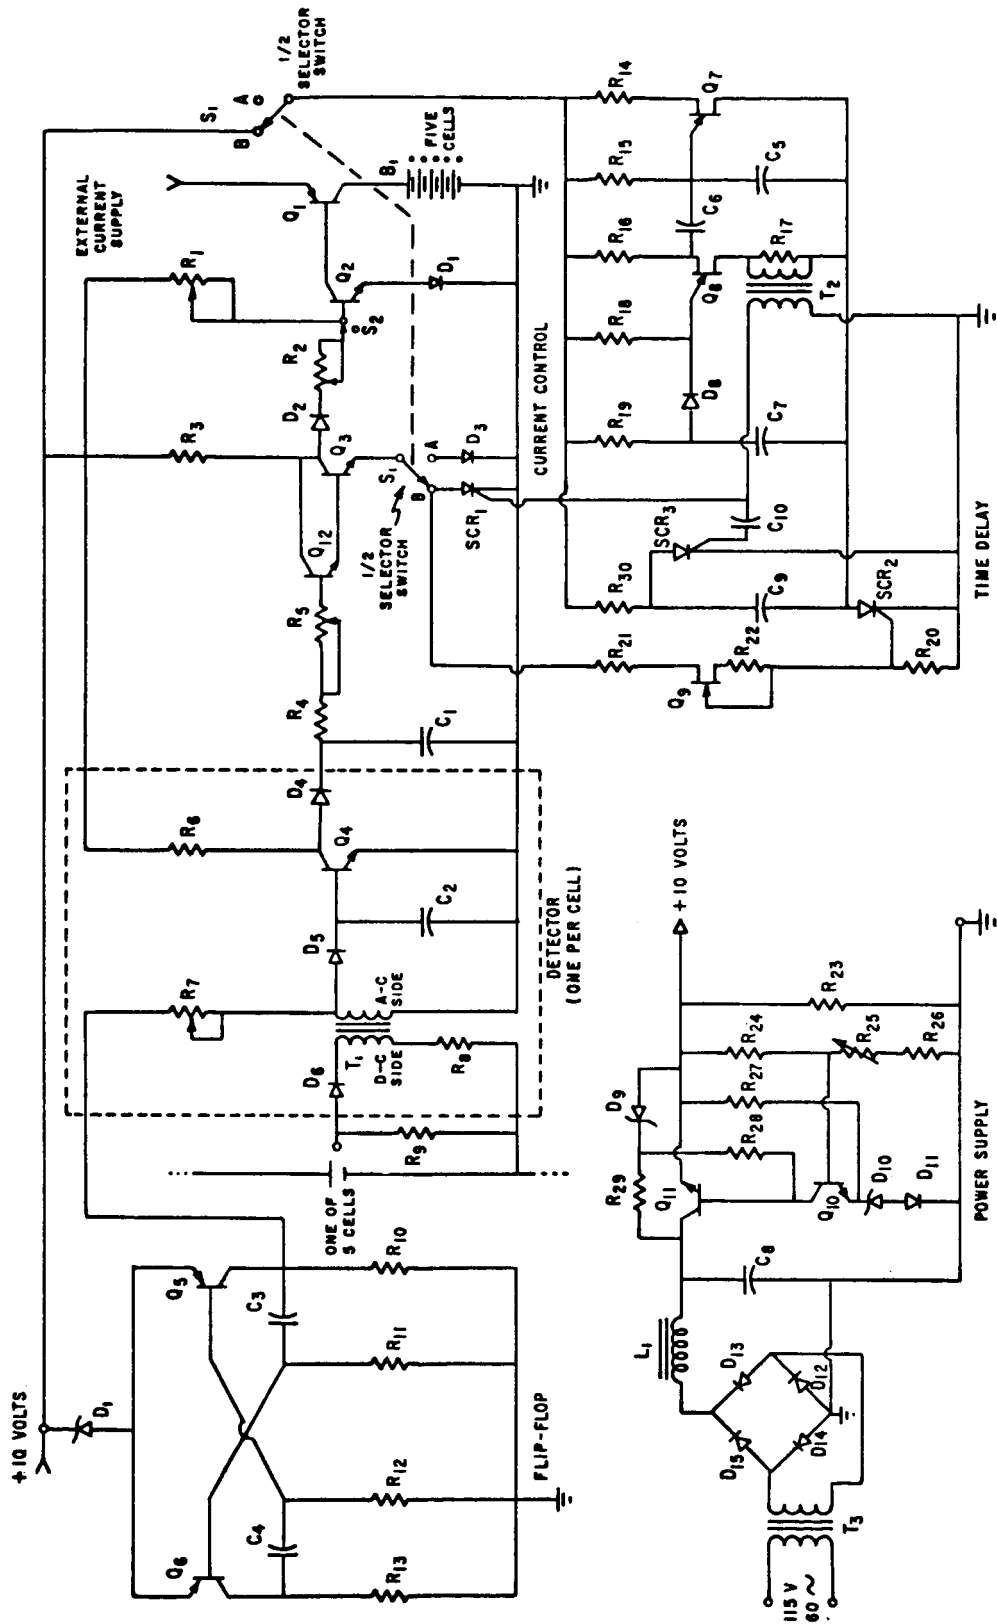 +10 VOLTS
D1
Q6
Q5
C4
C3
R13
R12
R11
R10
FLIP-FLOP
ONE OF
5 CELLS
R9
D6
T1
D-C
SIDE
A-C
SIDE
R8
R7
D5
C2
Q4
R6
D4
DETECTOR
(ONE PER CELL)
C1
R4
R5
Q12
Q3
R3
D2
R2
S2
R1
EXTERNAL
CURRENT
SUPPLY
Q2
D1
Q1
B1
FIVE
CELLS
S1
B
A
1/2
SELECTOR
SWITCH
1/2
SELECTOR
SWITCH
S1
B
A
SCR1
D3
CURRENT CONTROL
115 V
60 ~
T3
D15
D13
D14
D12
L1
C8
R29
D9
Q11
R28
R27
R24
Q10
D10
D11
R25
R26
R23
+10 VOLTS
POWER SUPPLY
Q9
R21
R22
R20
R30
C9
SCR2
SCR3
C10
R19
C7
D8
R18
R16
Q8
T2
R17
C6
R15
C5
R14
Q7
TIME DELAY